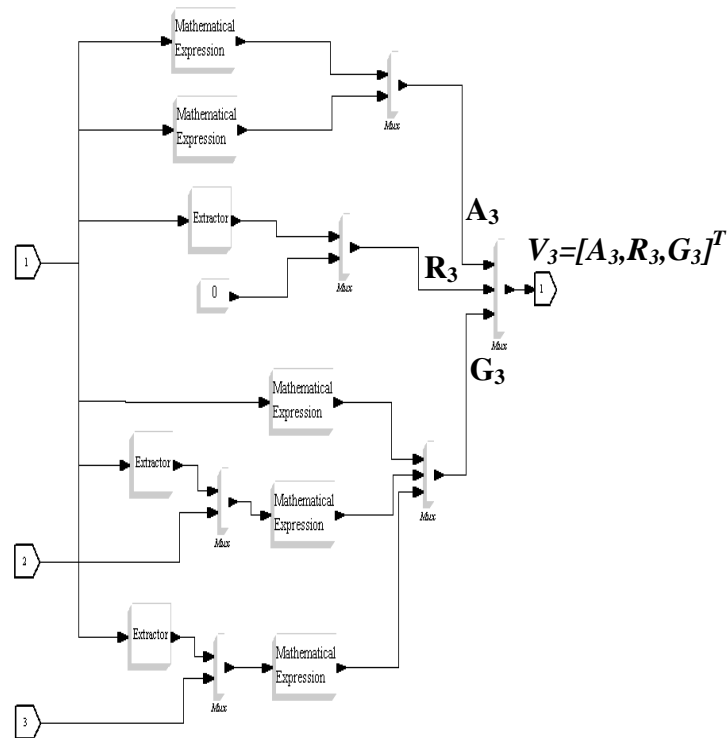 Mathematical
Expression
Mux
Mathematical
Expression
A₃
Extractor
V₃=[A₃,R₃,G₃]ᵀ
1
R₃
1
0
Mux
Mux
G₃
Mathematical
Expression
Extractor
Mathematical
Expression
Mux
Mux
2
Extractor
Mathematical
Expression
Mux
3